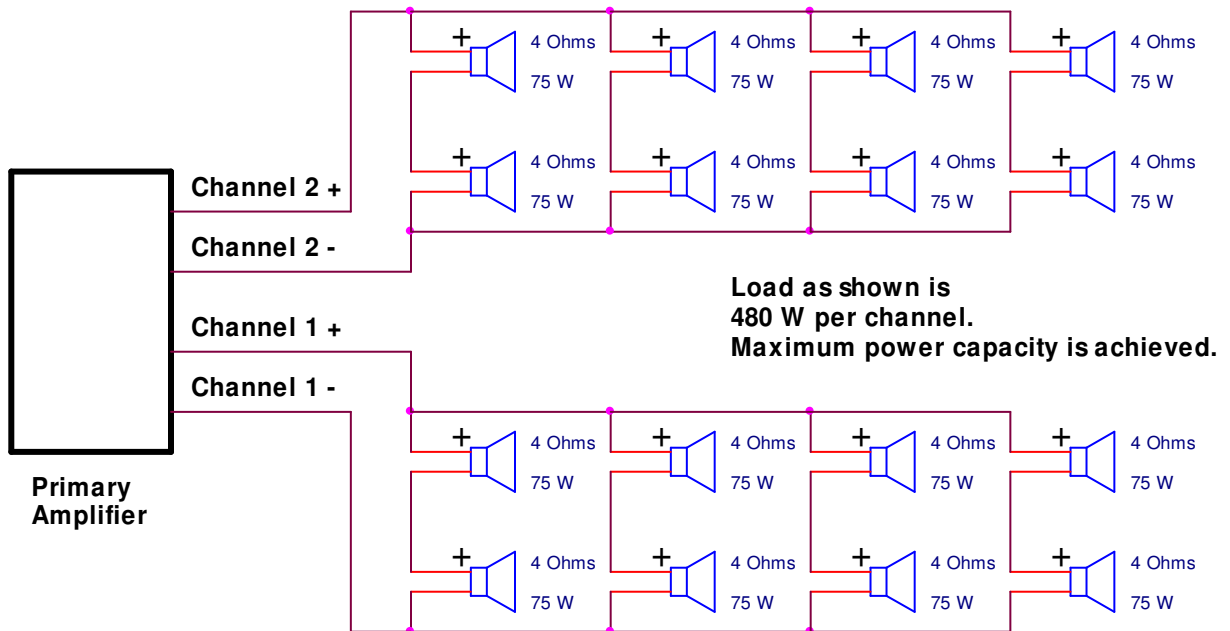 + 4 Ohms + 4 Ohms + 4 Ohms + 4 Ohms
75 W 75 W 75 W 75 W
+ 4 Ohms + 4 Ohms + 4 Ohms + 4 Ohms
75 W 75 W 75 W 75 W
Channel 2 +
Channel 2 -
Load as shown is
480 W per channel.
Maximum power capacity is achieved.
Channel 1 +
Channel 1 -
+ 4 Ohms + 4 Ohms + 4 Ohms + 4 Ohms
75 W 75 W 75 W 75 W
Primary
Amplifier
+ 4 Ohms + 4 Ohms + 4 Ohms + 4 Ohms
75 W 75 W 75 W 75 W